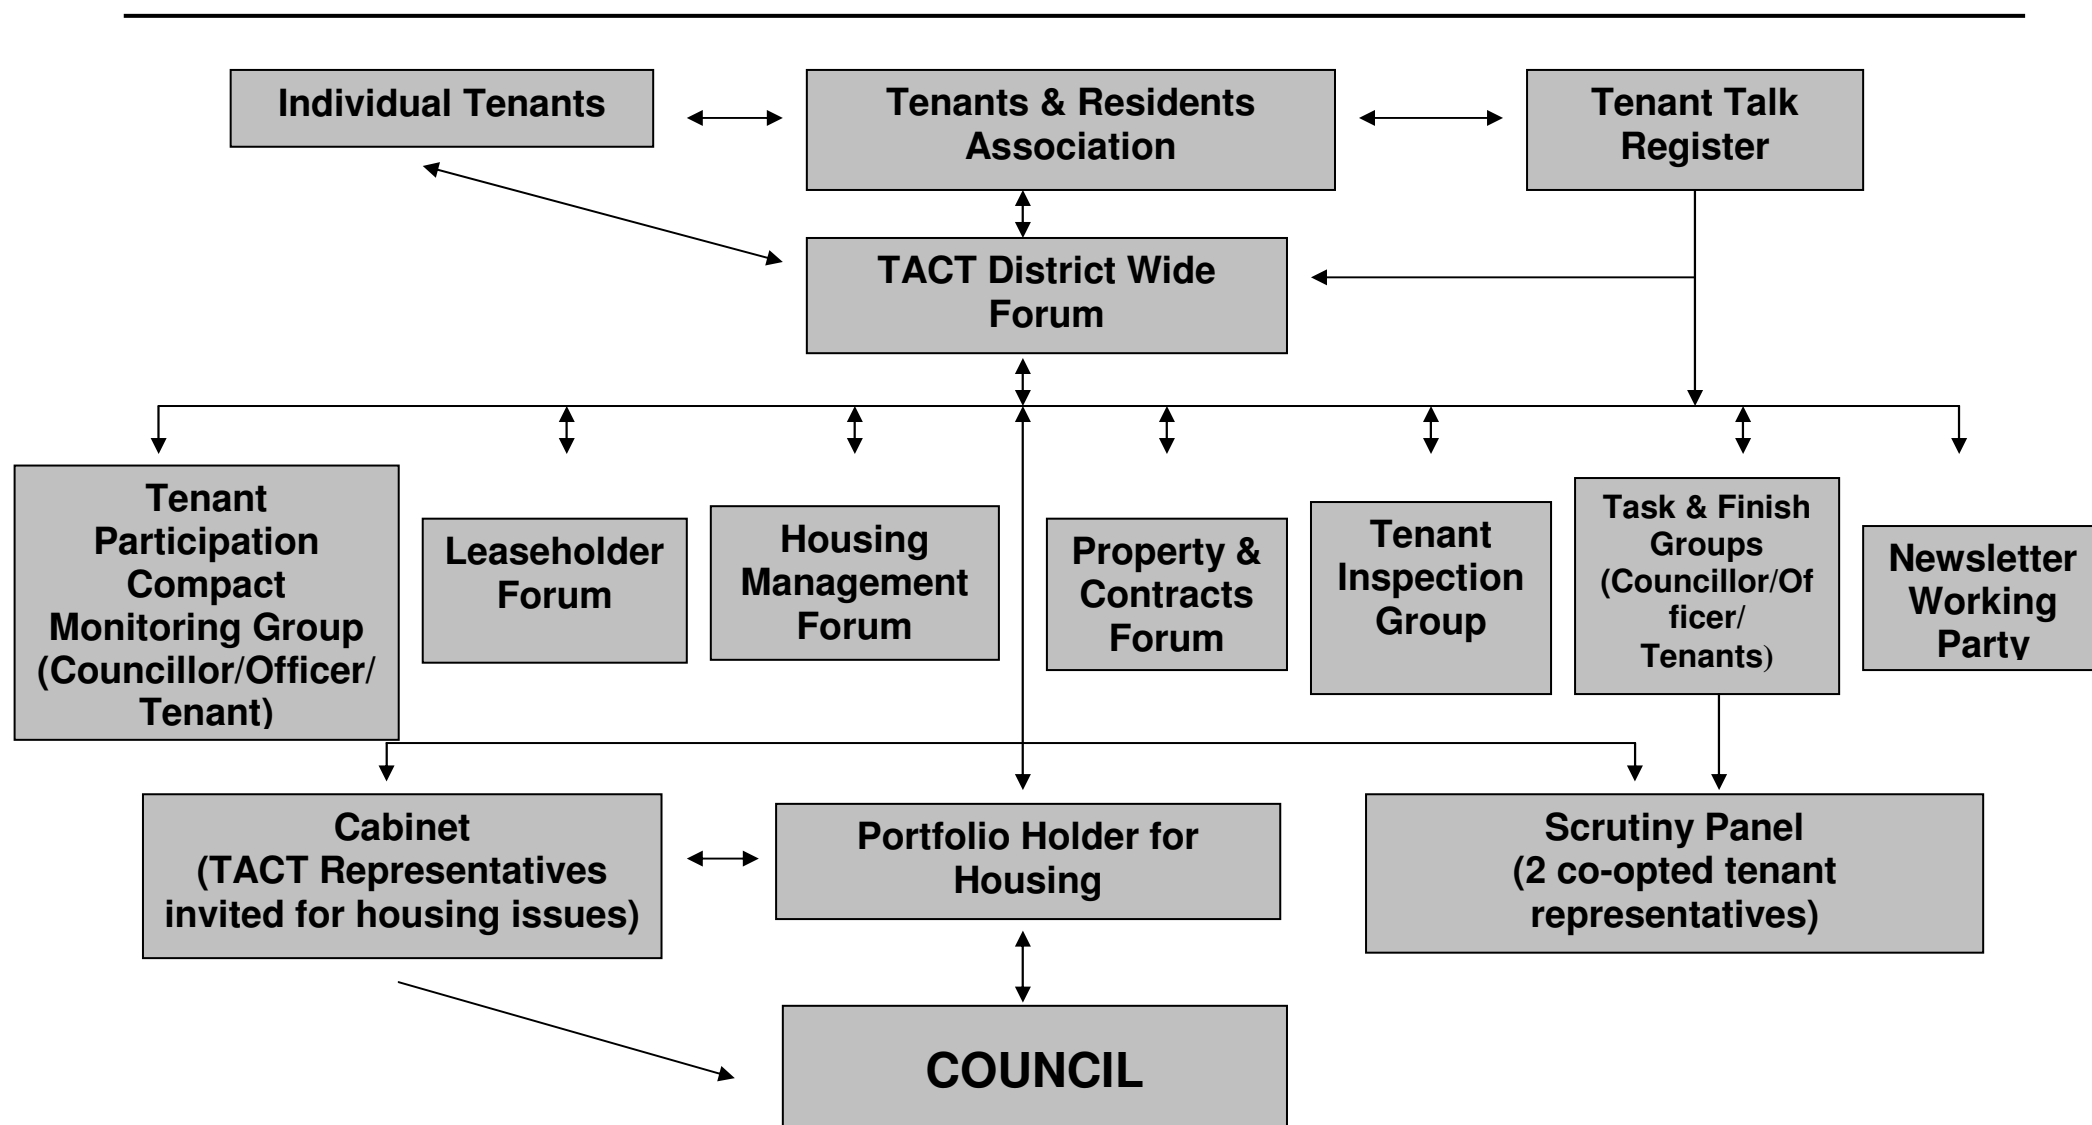 Individual Tenants
Tenants & Residents
Association
Tenant Talk
Register
TACT District Wide
Forum
Tenant
Participation
Compact
Monitoring Group
(Councillor/Officer/
Tenant)
Leaseholder
Forum
Housing
Management
Forum
Property &
Contracts
Forum
Tenant
Inspection
Group
Task & Finish
Groups
(Councillor/Of
ficer/
Tenants)
Newsletter
Working
Party
Cabinet
(TACT Representatives
invited for housing issues)
Portfolio Holder for
Housing
Scrutiny Panel
(2 co-opted tenant
representatives)
COUNCIL